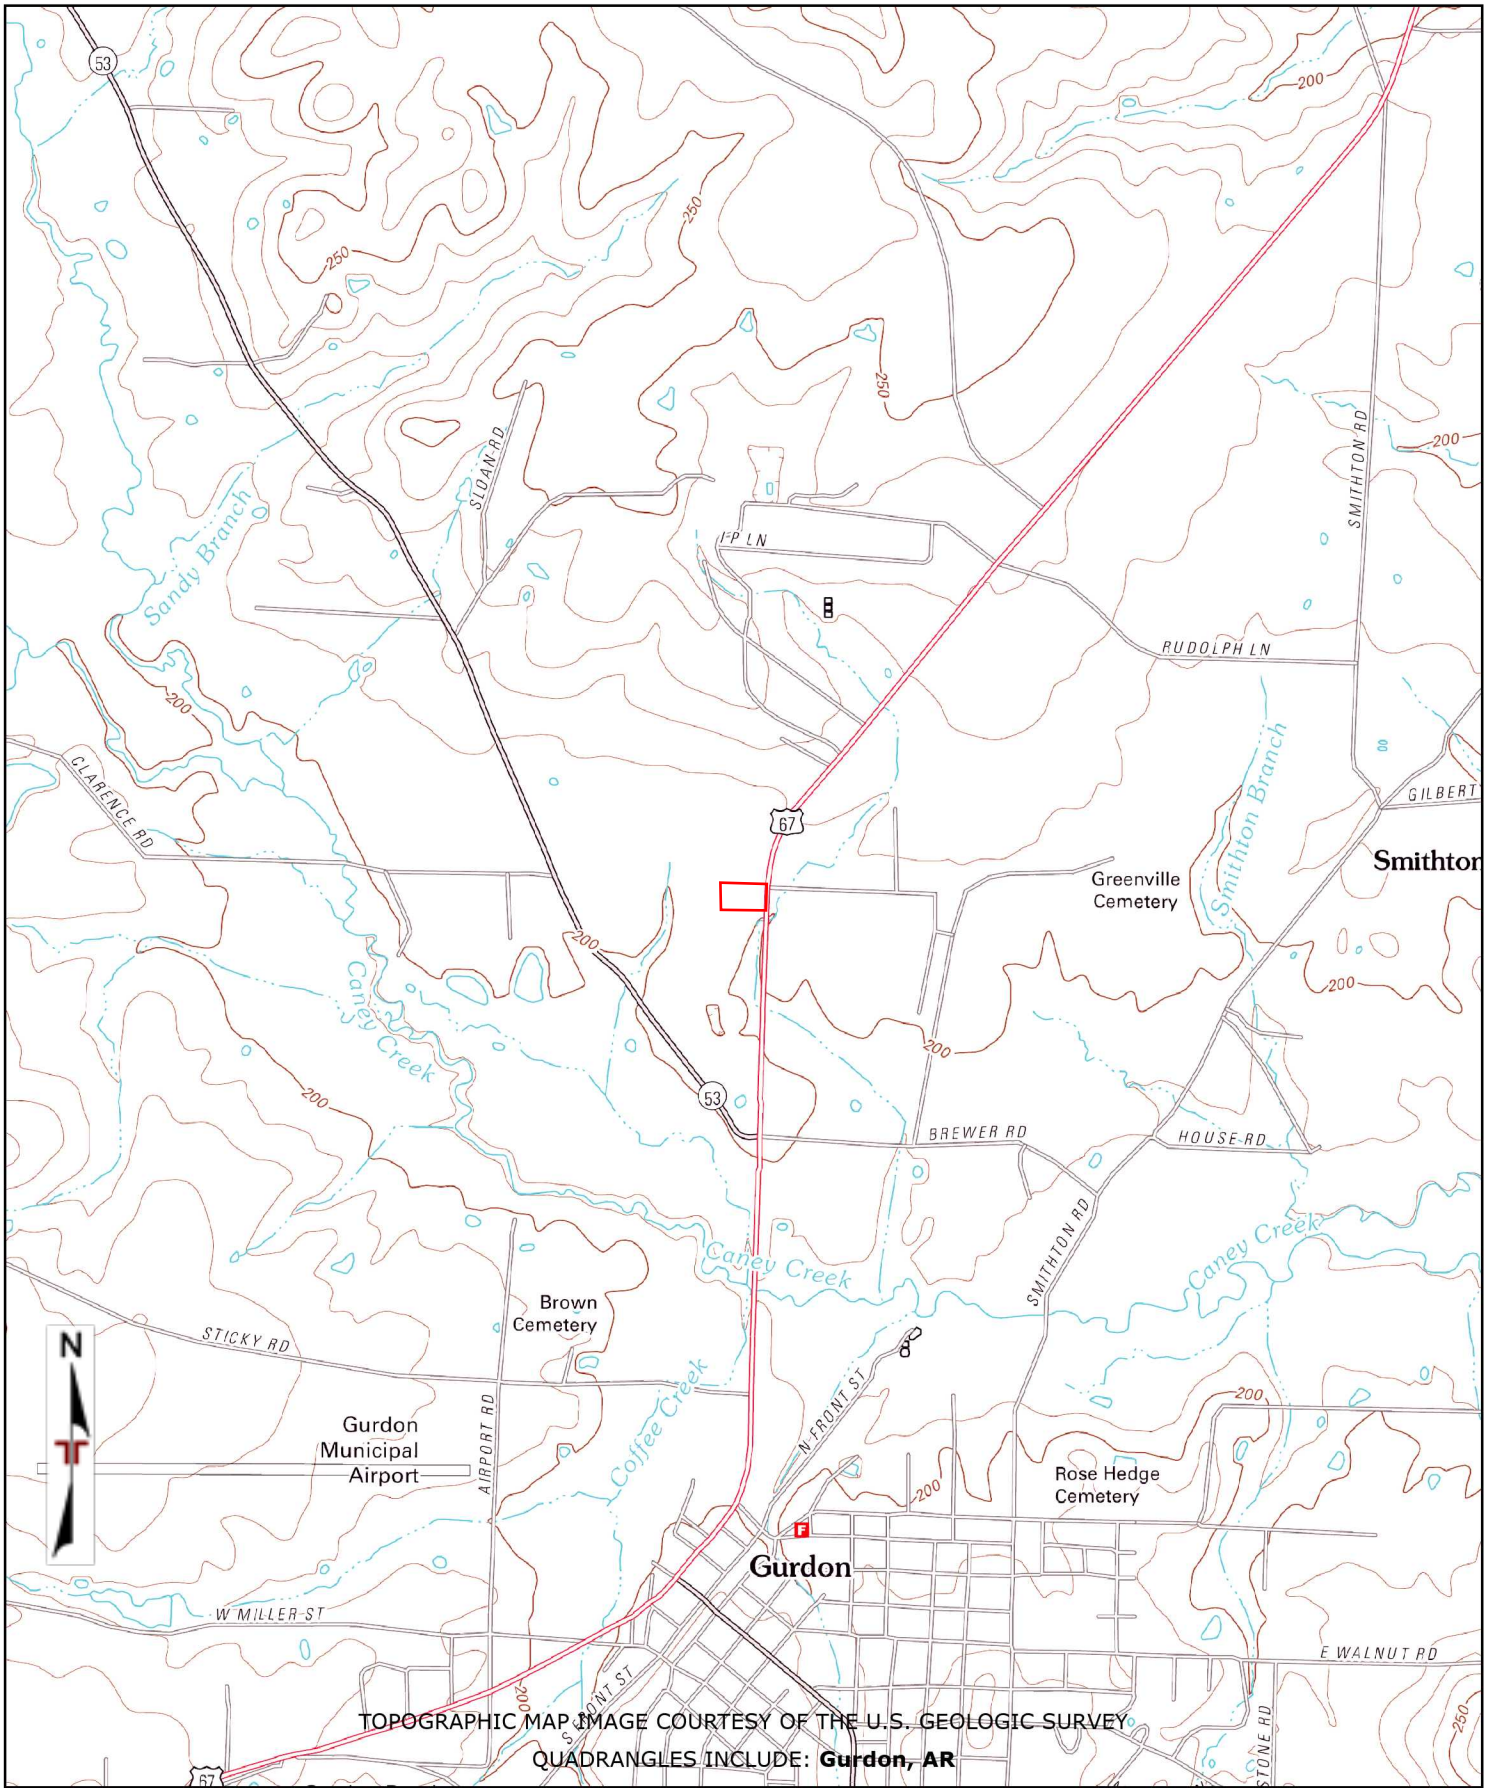 53
200
250
250
250
SMITHTON RD
200
SLOAN RD
IP LN
Sandy Branch
RUDOLPH LN
200
CLARENCE RD
Smithton Branch
GILBERT
67
Smithton
Greenville
Cemetery
200
200
Caney
Creek
200
200
53
BREWER RD
HOUSE RD
SMITHTON RD
Caney Creek
Caney Creek
Brown
Cemetery
N
STICKY RD
N FRONT ST
200
Coffee Creek
AIRPORT RD
Gurdon
Municipal
Airport
Rose Hedge
Cemetery
200
F
Gurdon
W MILLER ST
E WALNUT RD
S FRONT ST
200
250
STONE RD
TOPOGRAPHIC MAP IMAGE COURTESY OF THE U.S. GEOLOGIC SURVEY
QUADRANGLES INCLUDE: Gurdon, AR
67